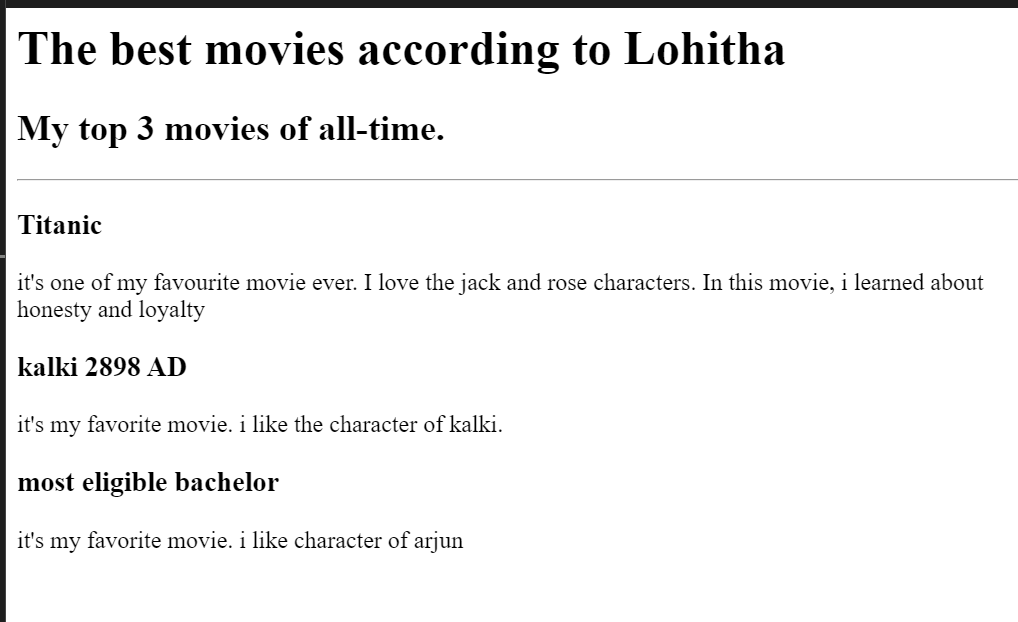 The best movies according to Lohitha
My top 3 movies of all-time.
Titanic
it's one of my favourite movie ever. I love the jack and rose characters. In this movie, i learned about
honesty and loyalty
kalki 2898 AD
it's my favorite movie. i like the character of kalki.
most eligible bachelor
it's my favorite movie. i like character of arjun